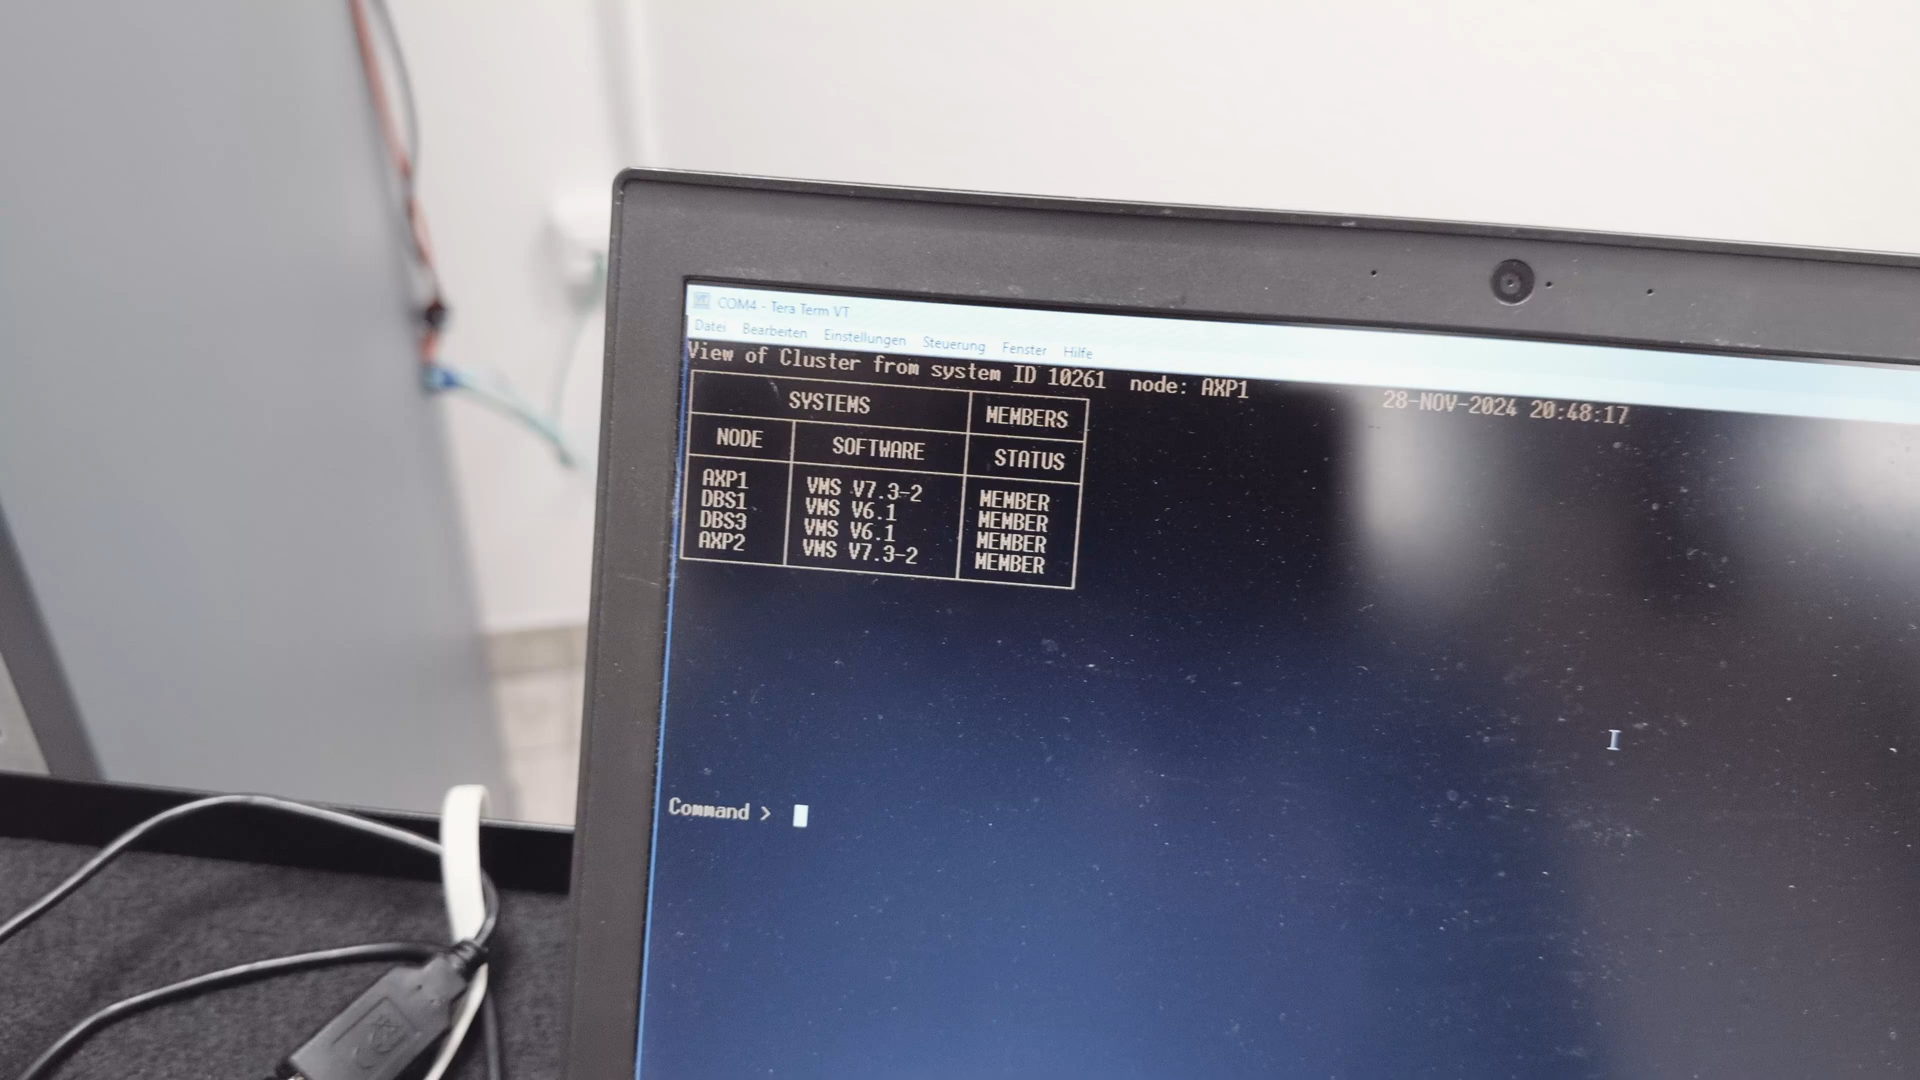 COM4 - Tera Term VT
Datei Bearbeiten Einstellungen Steuerung Fenster Hilfe
View of Cluster from system ID 10261 node: AXP1 28-NOV-2024 20:48:17
SYSTEMS MEMBERS
NODE SOFTWARE STATUS
AXP1 VMS V7.3-2 MEMBER
DBS1 VMS V6.1 MEMBER
DBS3 VMS V6.1 MEMBER
AXP2 VMS V7.3-2 MEMBER
Command >